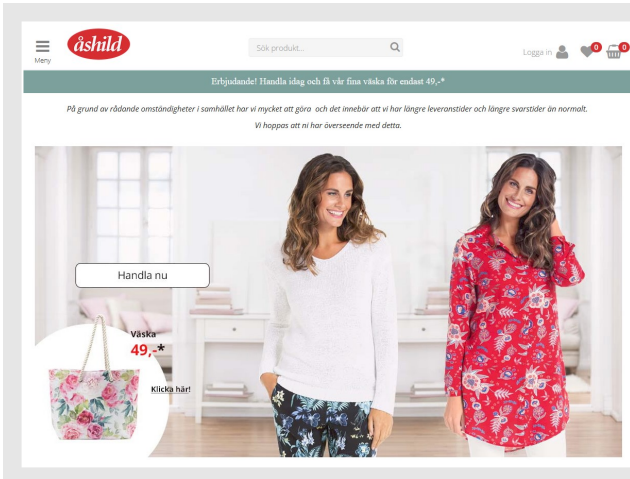 åshild
Meny
Sök produkt...
Logga in
0
0
Erbjudande! Handla idag och få vår fina väska för endast 49,-*
På grund av rådande omständigheter i samhället har vi mycket att göra och det innebär att vi har längre leveranstider och längre svarstider än normalt.
Vi hoppas att ni har överseende med detta.
Handla nu
Väska
49,-*
Klicka här!